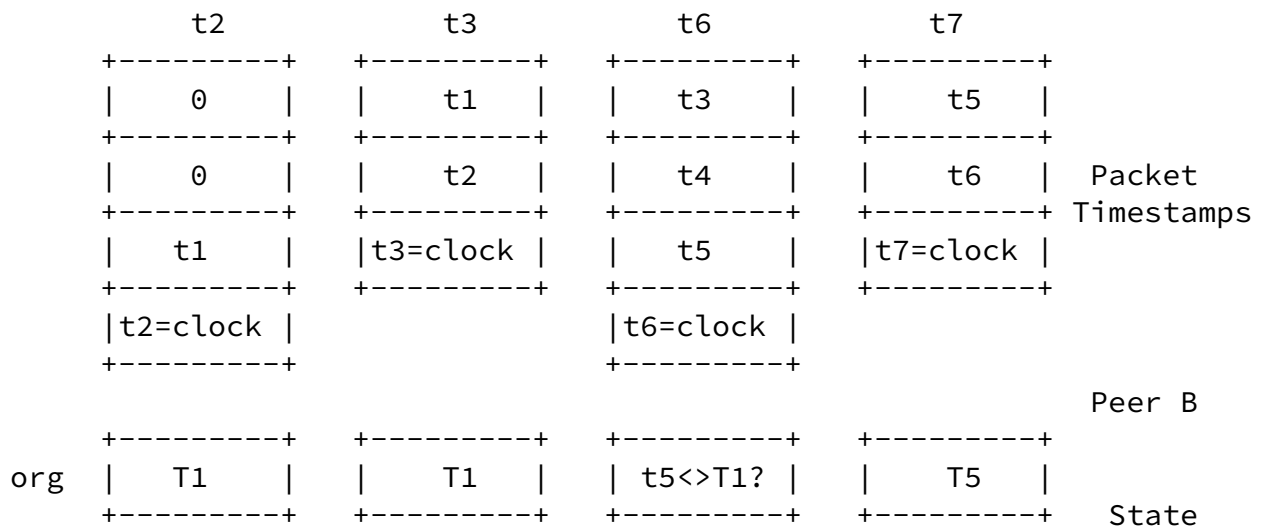 t2            t3            t6            t7
       +---------+   +---------+   +---------+   +---------+
       |    0    |   |    t1   |   |   t3    |   |    t5   |
       +---------+   +---------+   +---------+   +---------+
       |    0    |   |    t2   |   |   t4    |   |    t6   |  Packet
       +---------+   +---------+   +---------+   +---------+ Timestamps
       |   t1    |   |t3=clock |   |   t5    |   |t7=clock |
       +---------+   +---------+   +---------+   +---------+
       |t2=clock |                 |t6=clock |
       +---------+                 +---------+
                                                              Peer B
       +---------+   +---------+   +---------+   +---------+
org    |   T1    |   |    T1   |   | t5<>T1? |   |    T5   |
       +---------+   +---------+   +---------+   +---------+   State